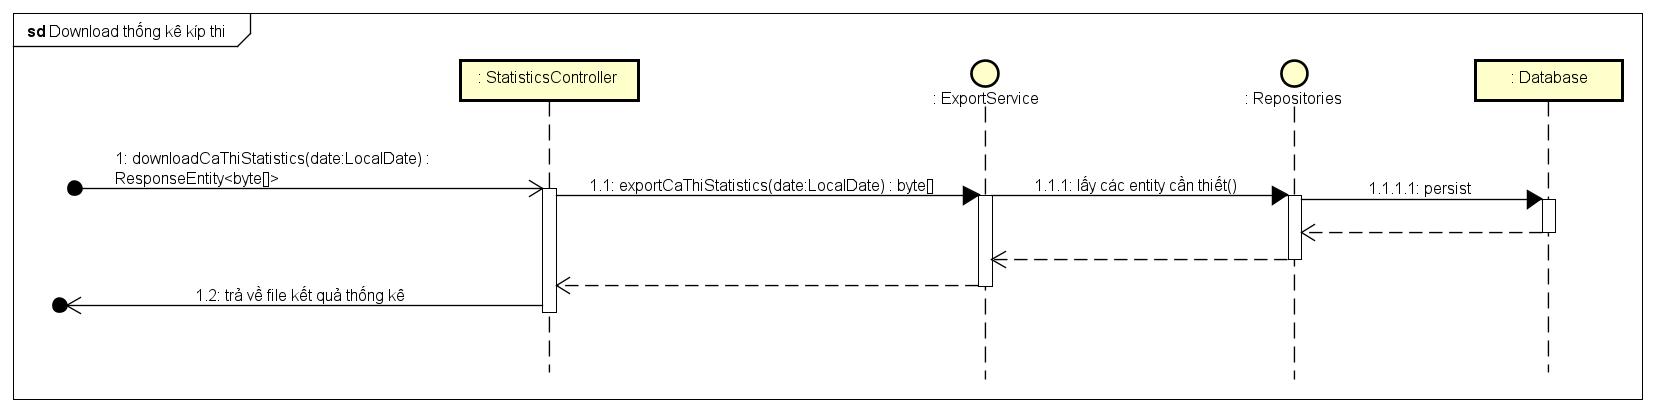 sd Download thống kê kíp thi
: StatisticsController
: ExportService
: Repositories
: Database
1: downloadCaThiStatistics(date:LocalDate) :
ResponseEntity<byte[]>
1.1: exportCaThiStatistics(date:LocalDate) : byte[]
1.1.1: lấy các entity cần thiết()
1.1.1.1: persist
1.2: trả về file kết quả thống kê